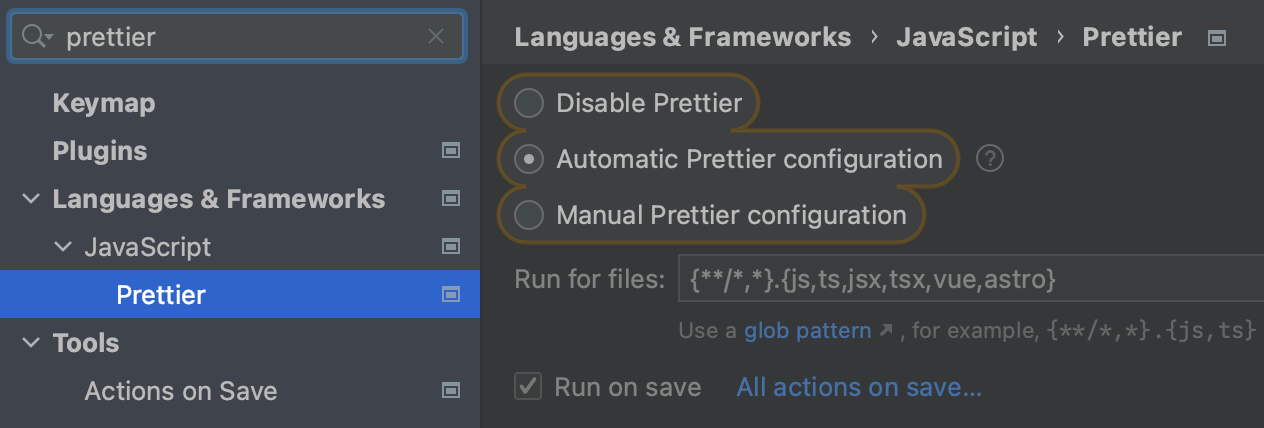 prettier
Keymap
Plugins
Languages & Frameworks
JavaScript
Prettier
Tools
Actions on Save
Languages & Frameworks › JavaScript › Prettier
Disable Prettier
Automatic Prettier configuration ?
Manual Prettier configuration
Run for files: {**/*,*}.{js,ts,jsx,tsx,vue,astro}
Use a glob pattern ↗ , for example, {**/*,*}.{js,ts}
Run on save All actions on save...